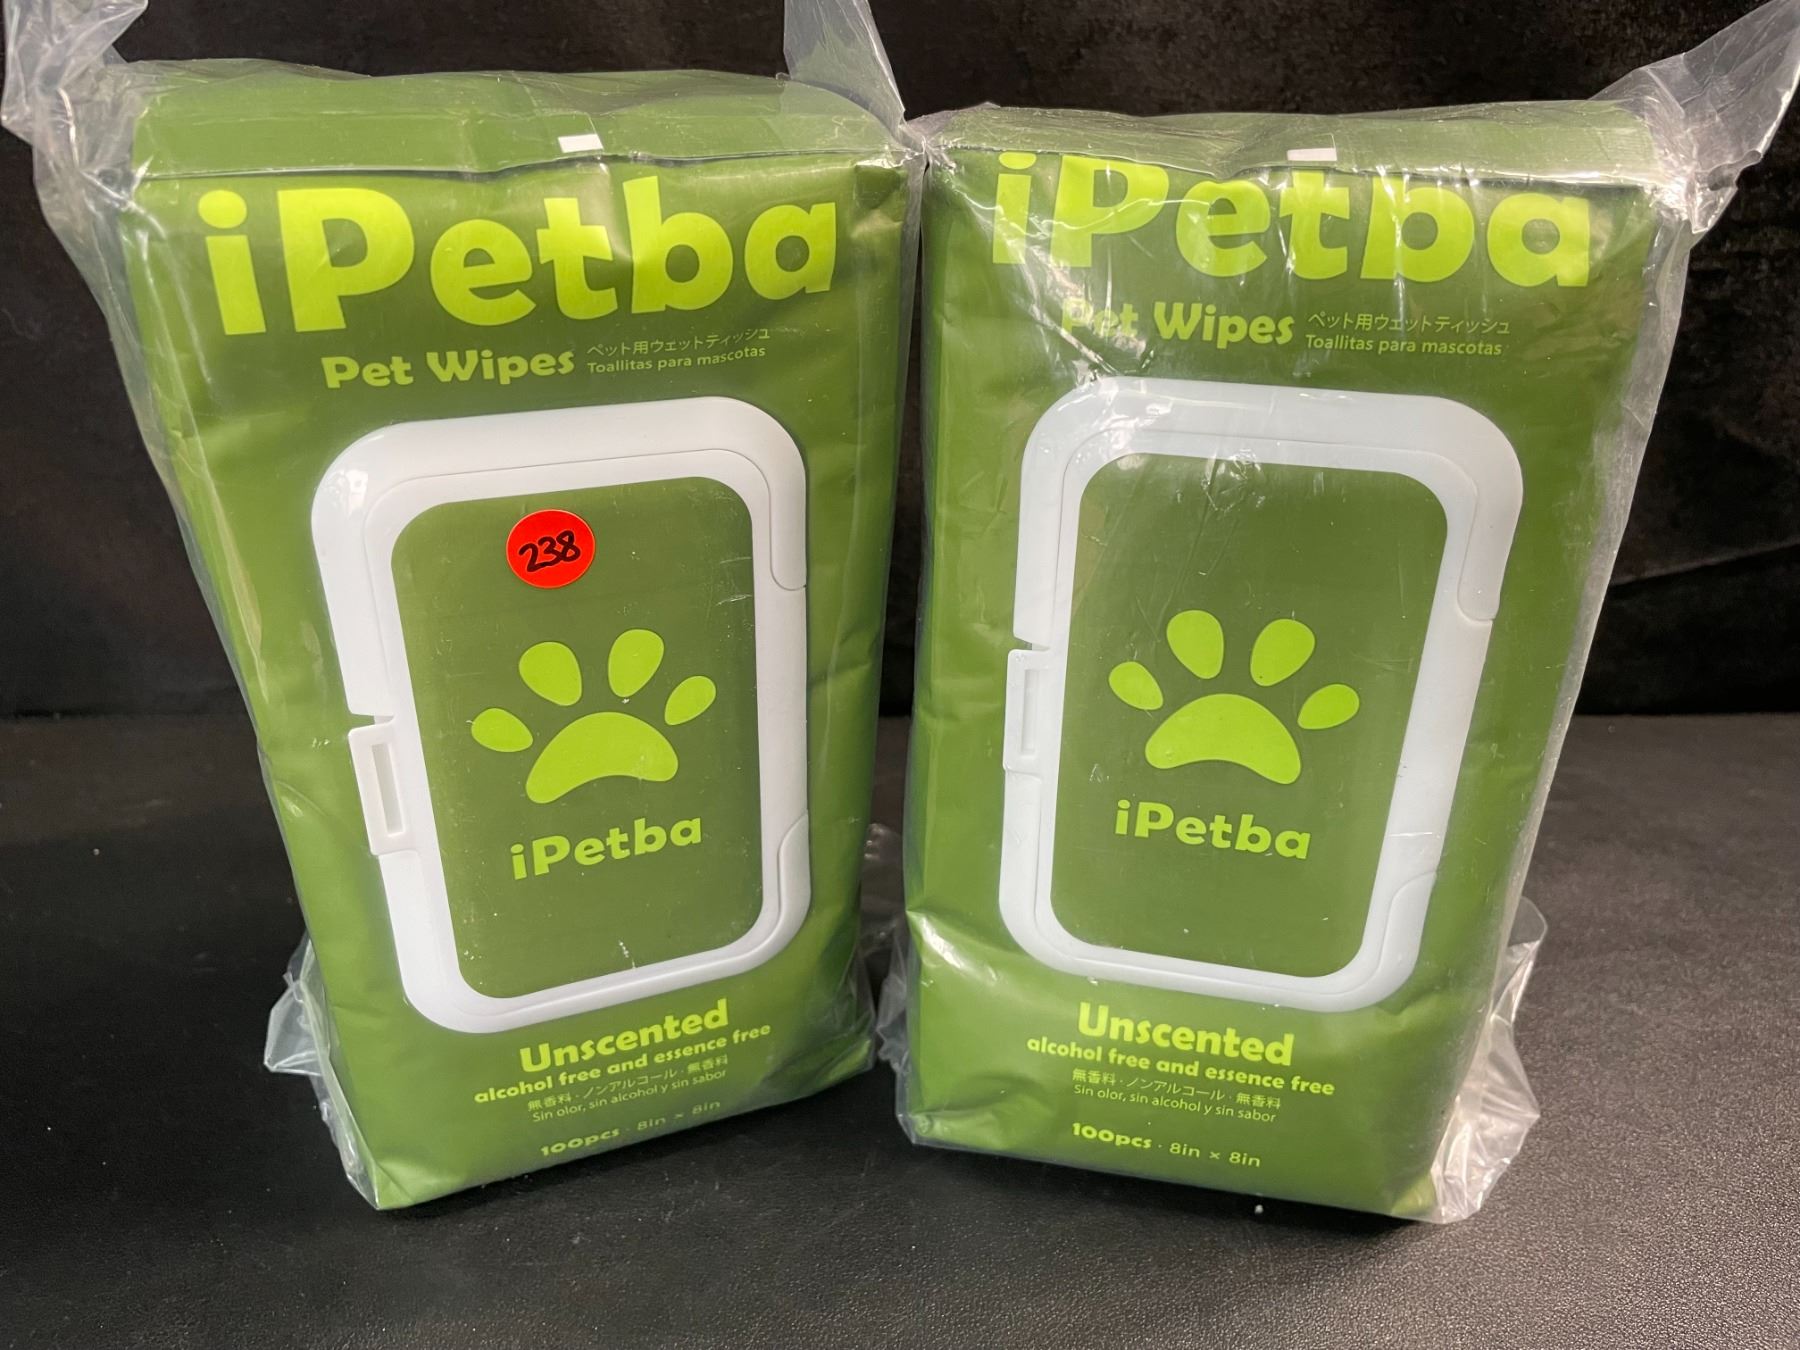 iPetba
Pet Wipes ペット用ウェットティッシュ
Toallitas para mascotas
238
iPetba
Unscented
alcohol free and essence free
無香料・ノンアルコール・無香料
Sin olor, sin alcohol y sin sabor
100pcs · 8in × 8in
iPetba
Pet Wipes ペット用ウェットティッシュ
Toallitas para mascotas
iPetba
Unscented
alcohol free and essence free
無香料・ノンアルコール・無香料
Sin olor, sin alcohol y sin sabor
100pcs · 8in × 8in